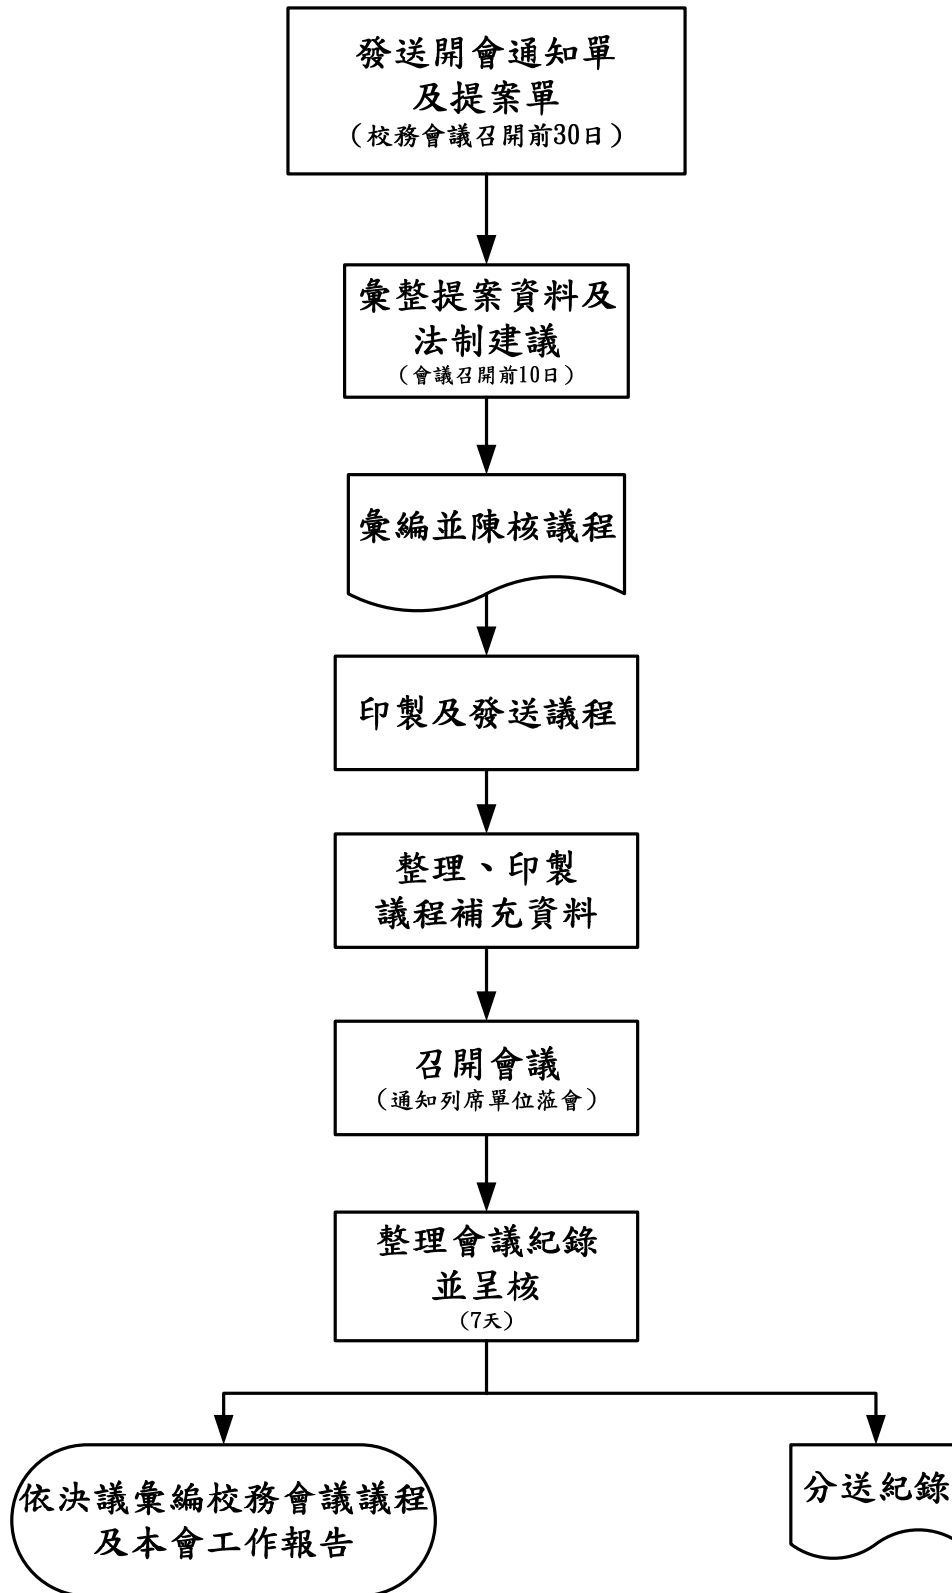 發送開會通知單
及提案單
（校務會議召開前30日）
彙整提案資料及
法制建議
（會議召開前10日）
彙編並陳核議程
印製及發送議程
整理、印製
議程補充資料
召開會議
（通知列席單位蒞會）
整理會議紀錄
並呈核
（7天）
依決議彙編校務會議議程
及本會工作報告
分送紀錄